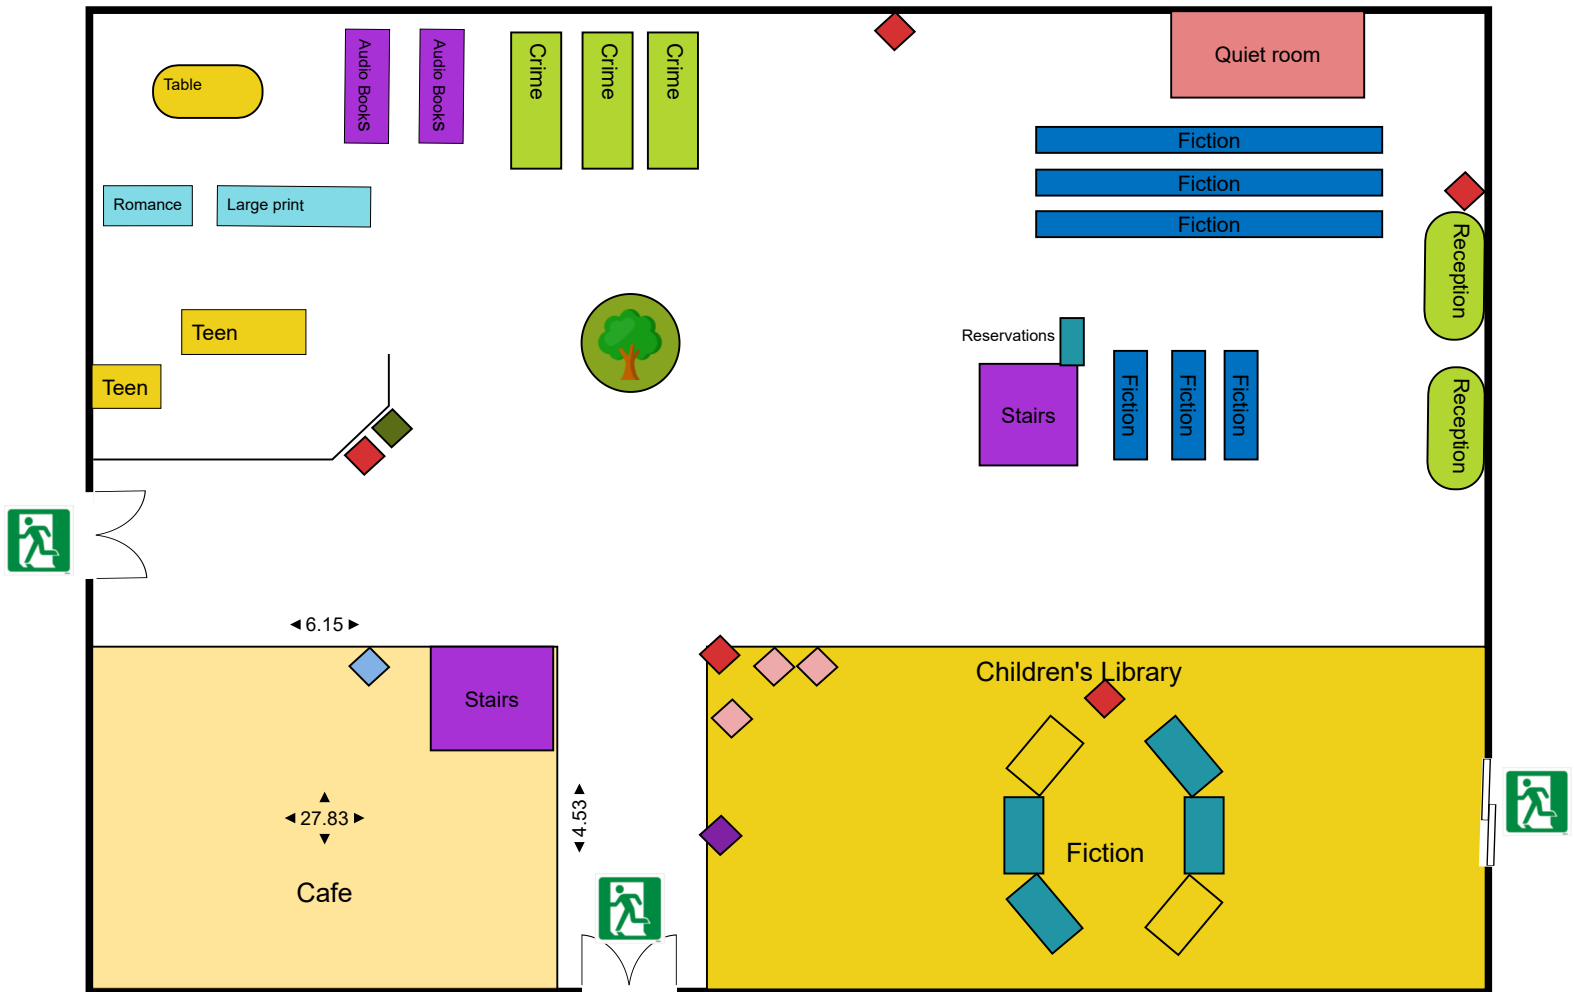 Table
Audio Books
Audio Books
Crime
Crime
Crime
Quiet room
Fiction
Fiction
Fiction
Romance
Large print
Reception
Teen
Teen
Reservations
Stairs
Fiction
Fiction
Fiction
Reception
6.15
Stairs
27.83
4.53
Cafe
Children's Library
Fiction